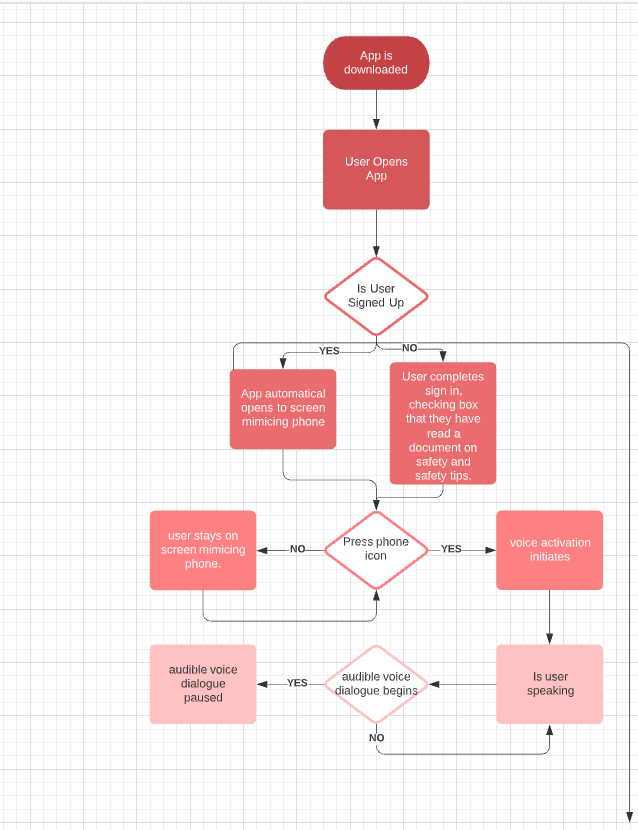 App is
downloaded
User Opens
App
Is User
Signed Up
YES
NO
App automatical
opens to screen
mimicing phone
User completes
sign in,
checking box
that they have
read a
document on
safety and
safety tips.
user stays on
screen mimicing
phone.
NO
Press phone
icon
YES
voice activation
initiates
audible voice
dialogue
paused
YES
audible voice
dialogue begins
Is user
speaking
NO